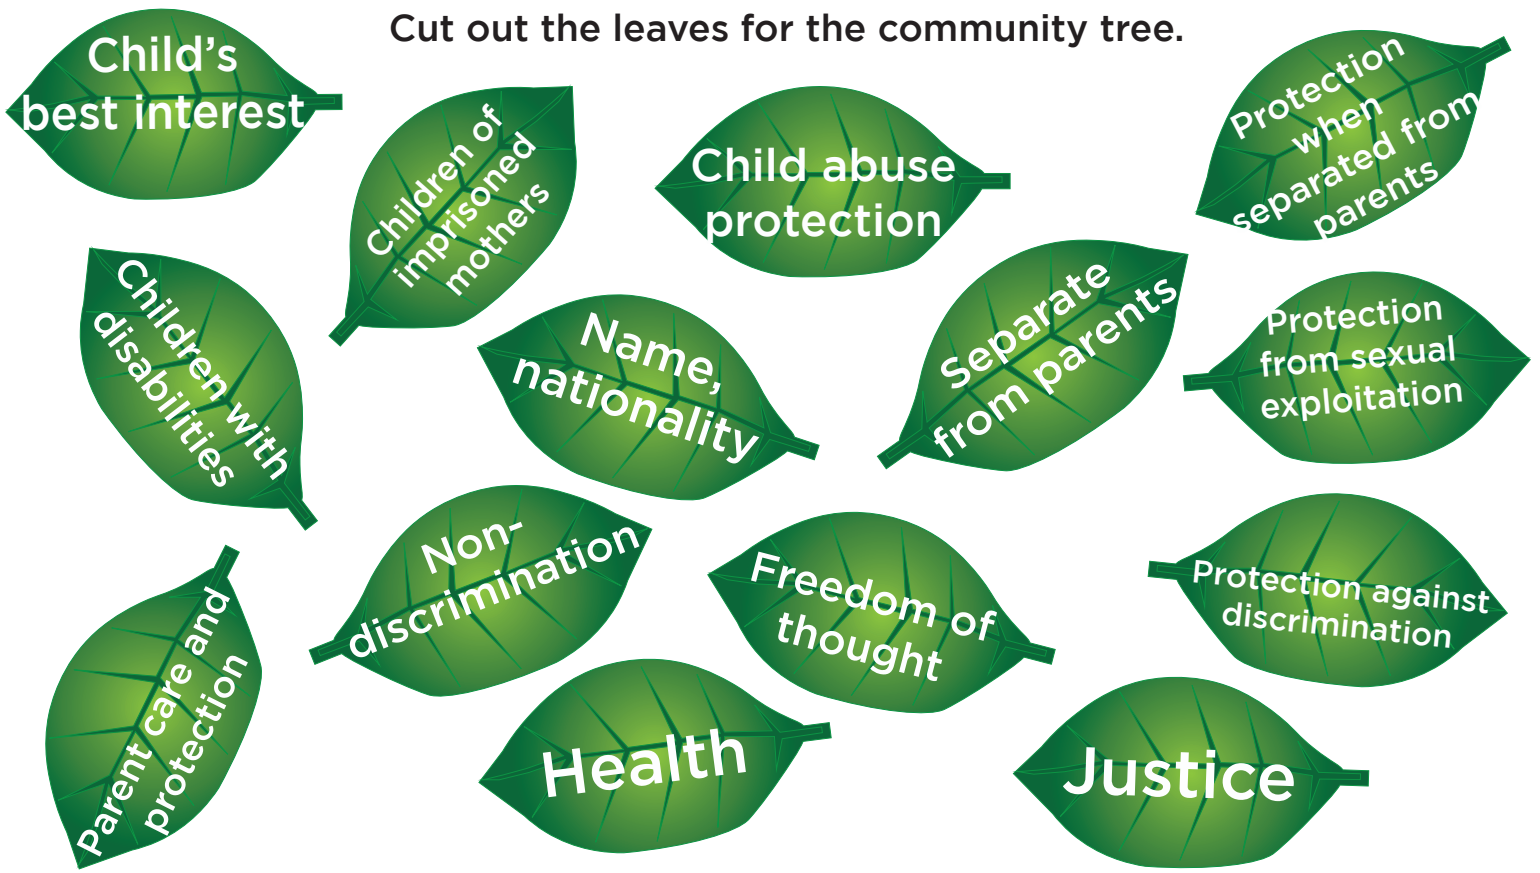 Cut out the leaves for the community tree.
Child's
best interest
Children of
imprisoned
mothers
Child abuse
protection
Protection
when
separated from
parents
Children with
disabilities
Name,
nationality
Separate
from parents
Protection
from sexual
exploitation
Non-
discrimination
Freedom of
thought
Protection against
discrimination
Parent care and
protection
Health
Justice